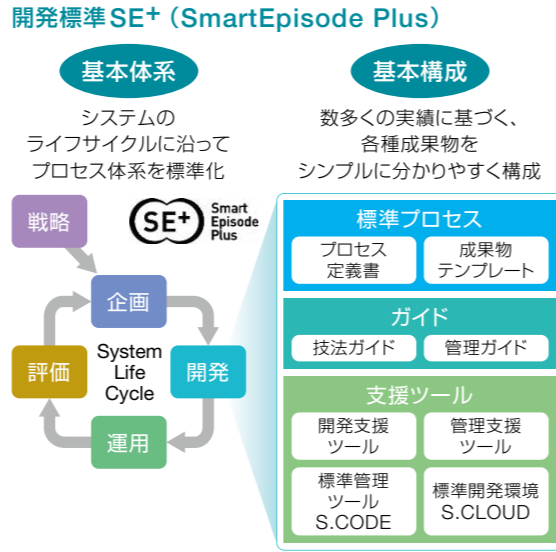 開発標準SE+（SmartEpisode Plus）
基本体系
システムの
ライフサイクルに沿って
プロセス体系を標準化
戦略
SE+
Smart
Episode
Plus
企画
評価
System
Life
Cycle
開発
運用
基本構成
数多くの実績に基づく、
各種成果物を
シンプルに分かりやすく構成
標準プロセス
プロセス
定義書
成果物
テンプレート
ガイド
技法ガイド
管理ガイド
支援ツール
開発支援
ツール
管理支援
ツール
標準管理
ツール
S.CODE
標準開発環境
S.CLOUD